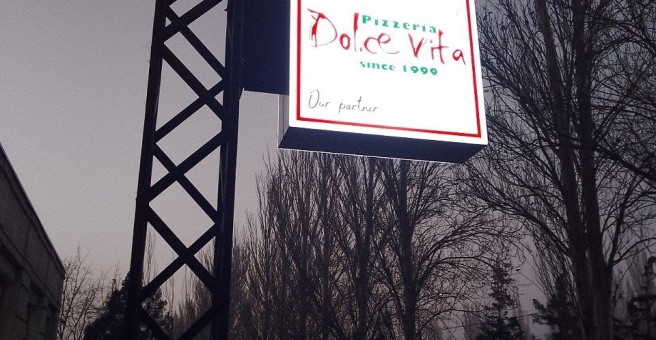 Pizzeria
Dolce Vita
since 1999
Our partner